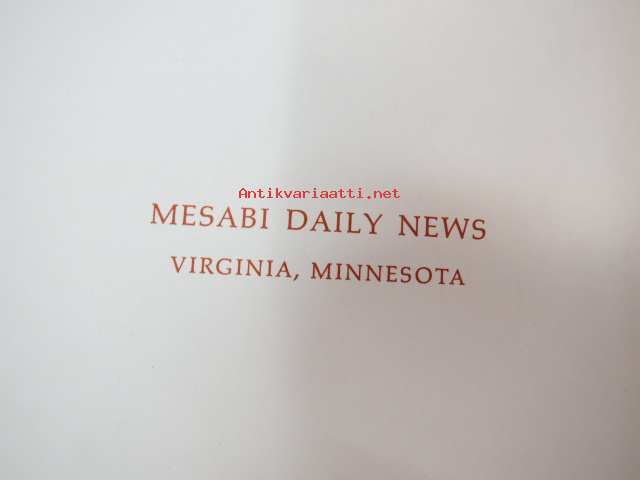 Antikvariaatti.net
MESABI DAILY NEWS
VIRGINIA, MINNESOTA